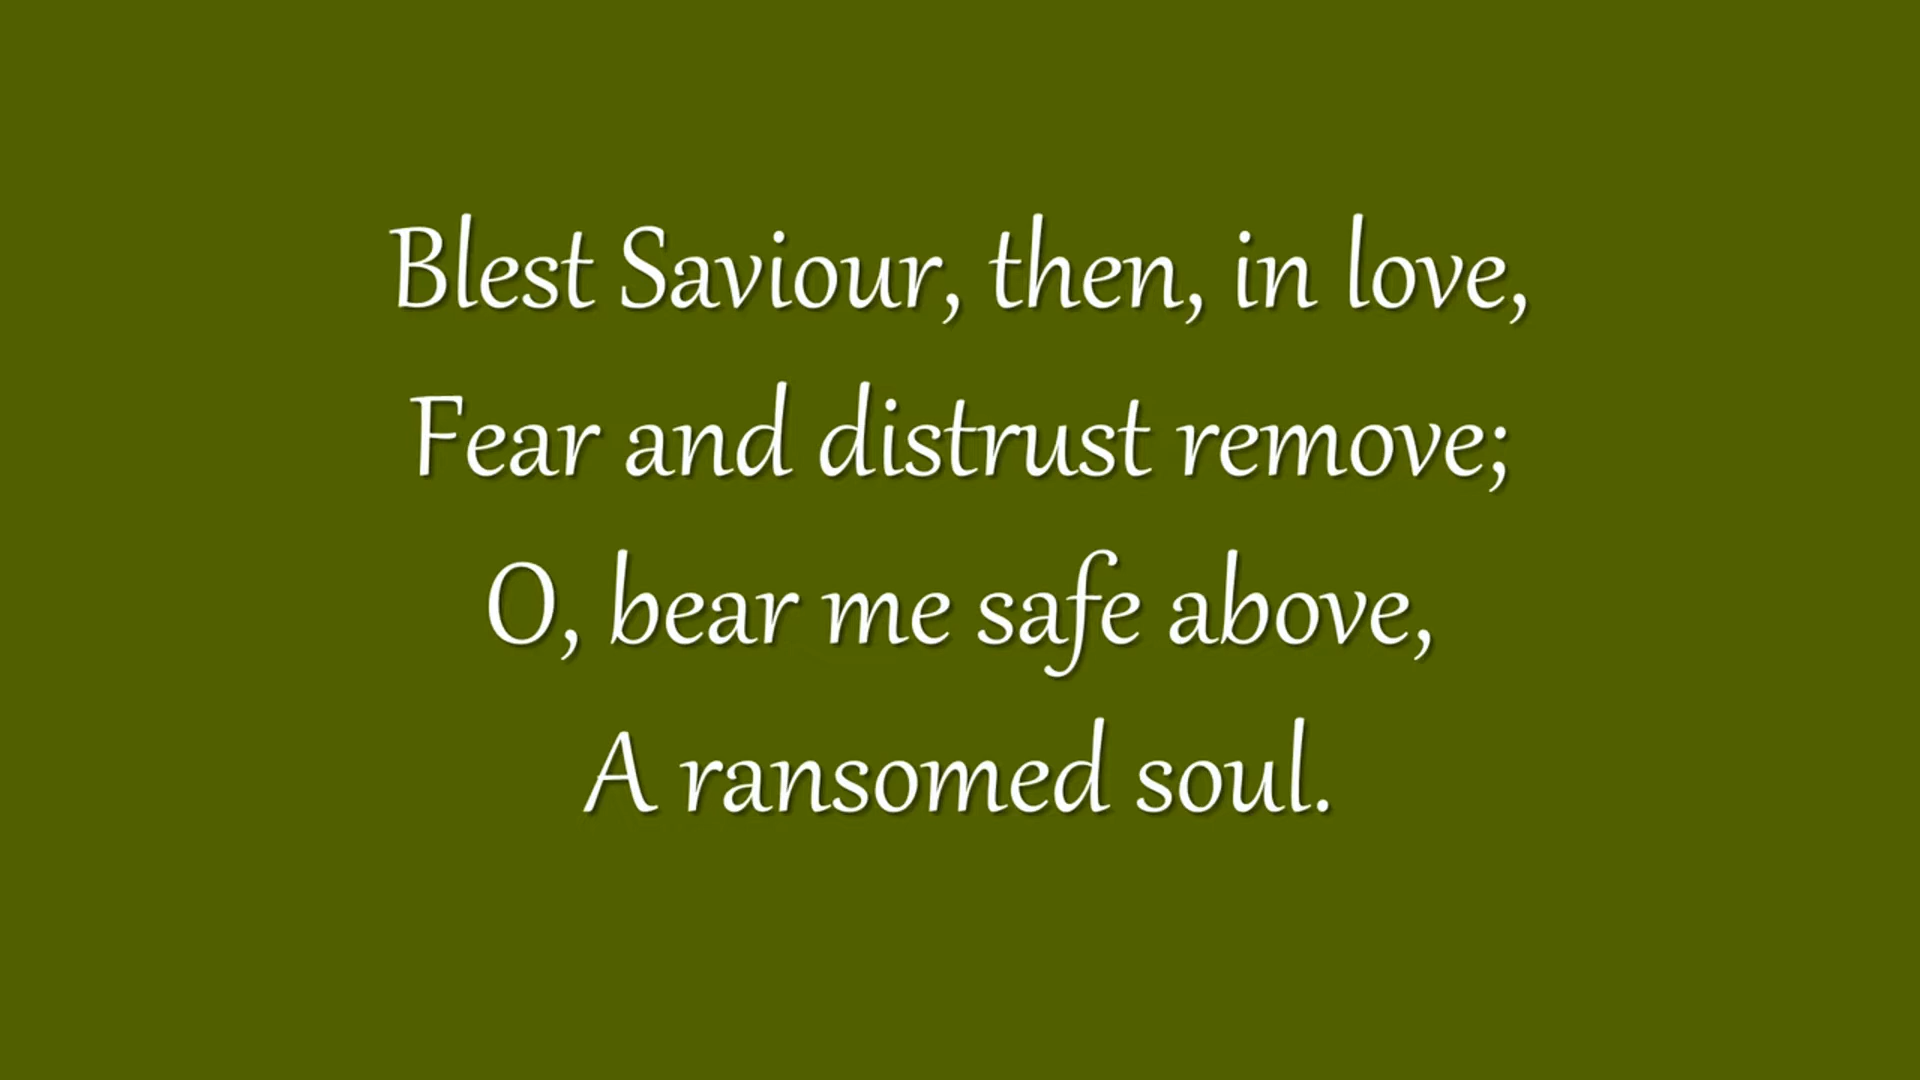 Blest Saviour, then, in love,
Fear and distrust remove;
O, bear me safe above,
A ransomed soul.